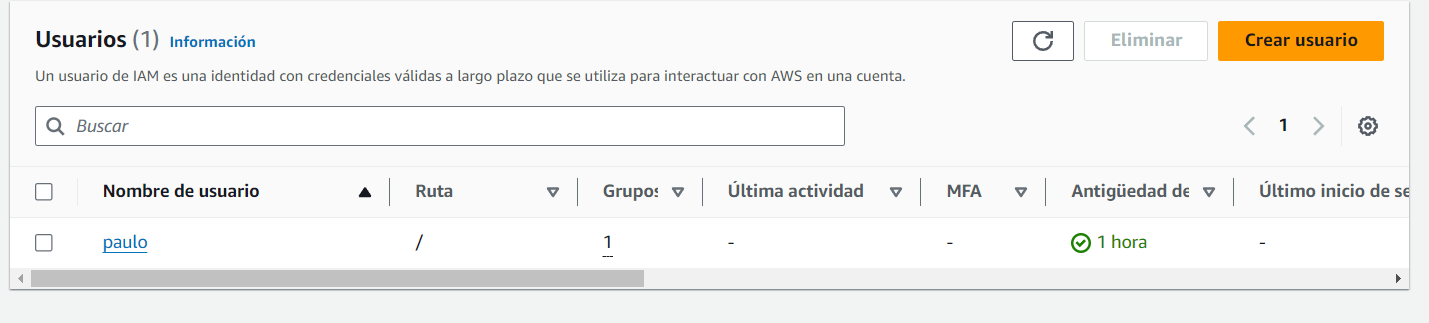 Usuarios (1) Información
Eliminar
Crear usuario
Un usuario de IAM es una identidad con credenciales válidas a largo plazo que se utiliza para interactuar con AWS en una cuenta.
Buscar
1
Nombre de usuario Ruta Grupos Última actividad MFA Antigüedad de Último inicio de se
paulo / 1 - - 1 hora -